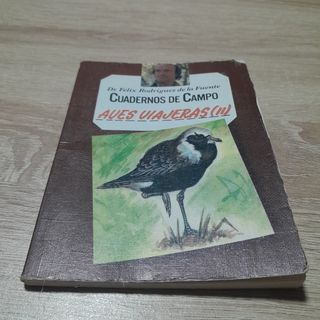 Dr. Félix Rodríguez de la Fuente
CUADERNOS DE CAMPO
AVES VIAJERAS (II)